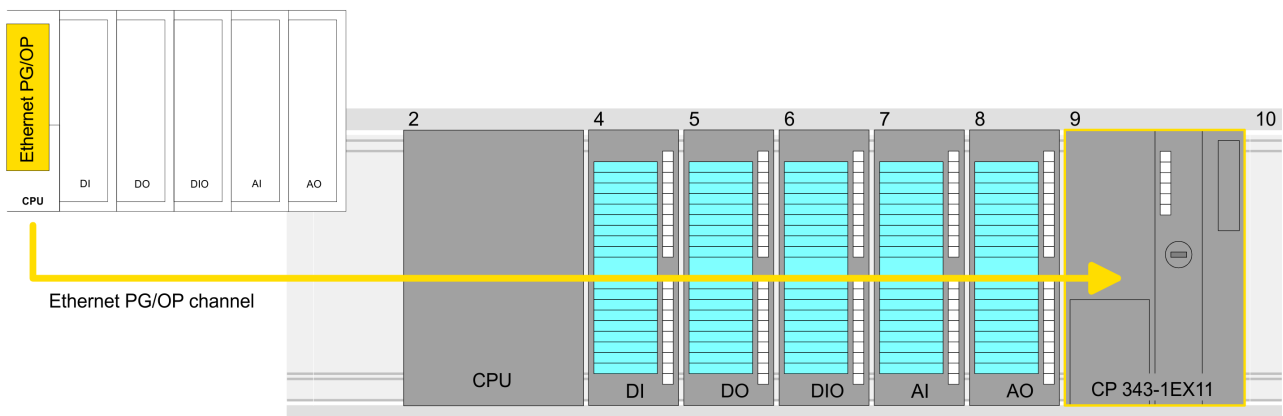 Ethernet PG/OP
CPU
DI
DO
DIO
AI
AO
2
4
5
6
7
8
9
10
Ethernet PG/OP channel
CPU
DI
DO
DIO
AI
AO
CP 343-1EX11